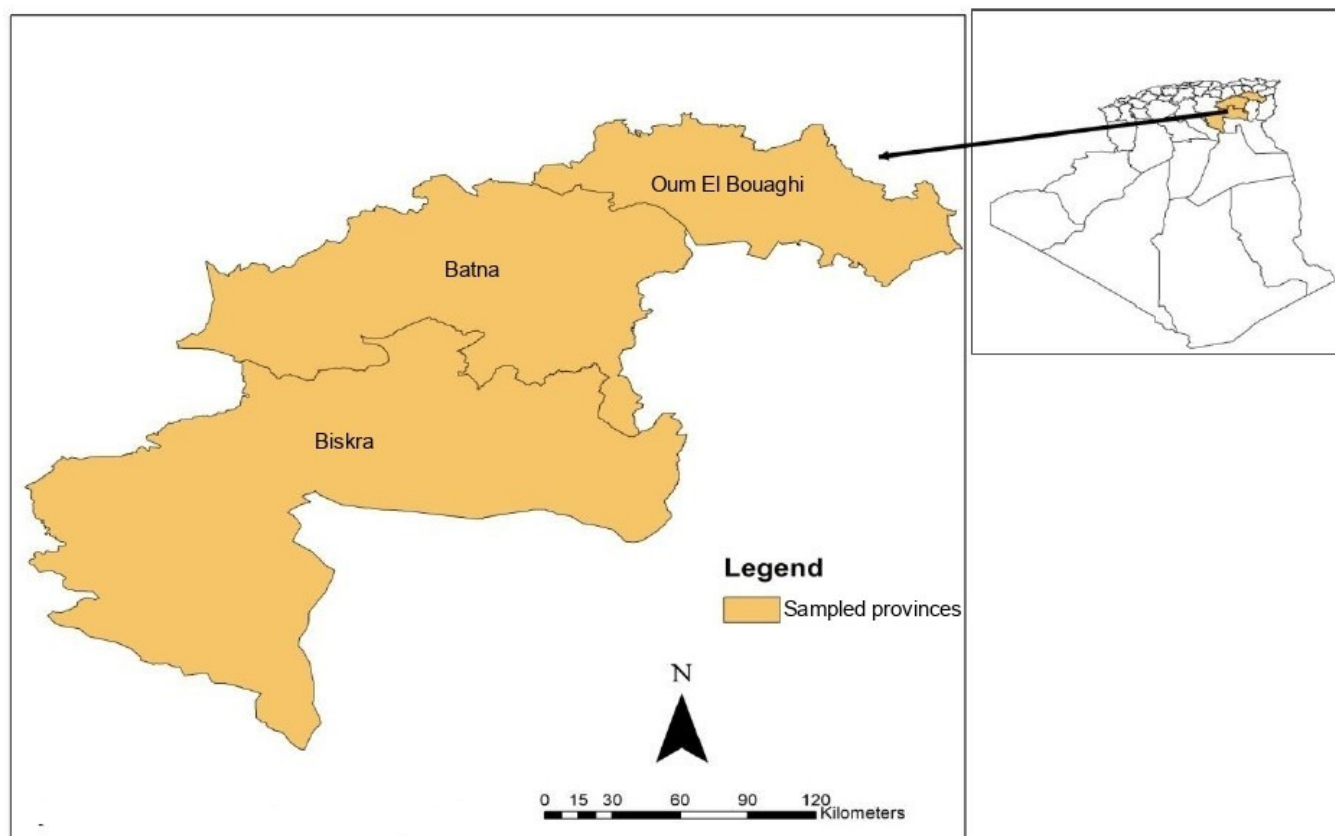 Oum El Bouaghi
Batna
Biskra
Legend
Sampled provinces
N
0 15 30 60 90 120
Kilometers